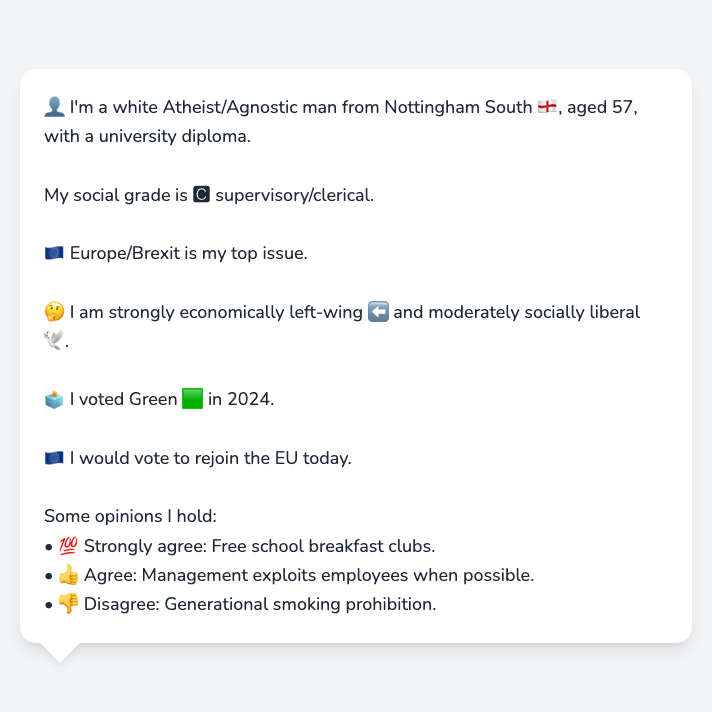 👤 I'm a white Atheist/Agnostic man from Nottingham South 🏴󠁧󠁢󠁥󠁮󠁧󠁿, aged 57,
with a university diploma.
My social grade is 🅲 supervisory/clerical.
🇪🇺 Europe/Brexit is my top issue.
🤔 I am strongly economically left-wing ⬅️ and moderately socially liberal
🕊️.
🗳️ I voted Green 🟩 in 2024.
🇪🇺 I would vote to rejoin the EU today.
Some opinions I hold:
• 💯 Strongly agree: Free school breakfast clubs.
• 👍 Agree: Management exploits employees when possible.
• 👎 Disagree: Generational smoking prohibition.